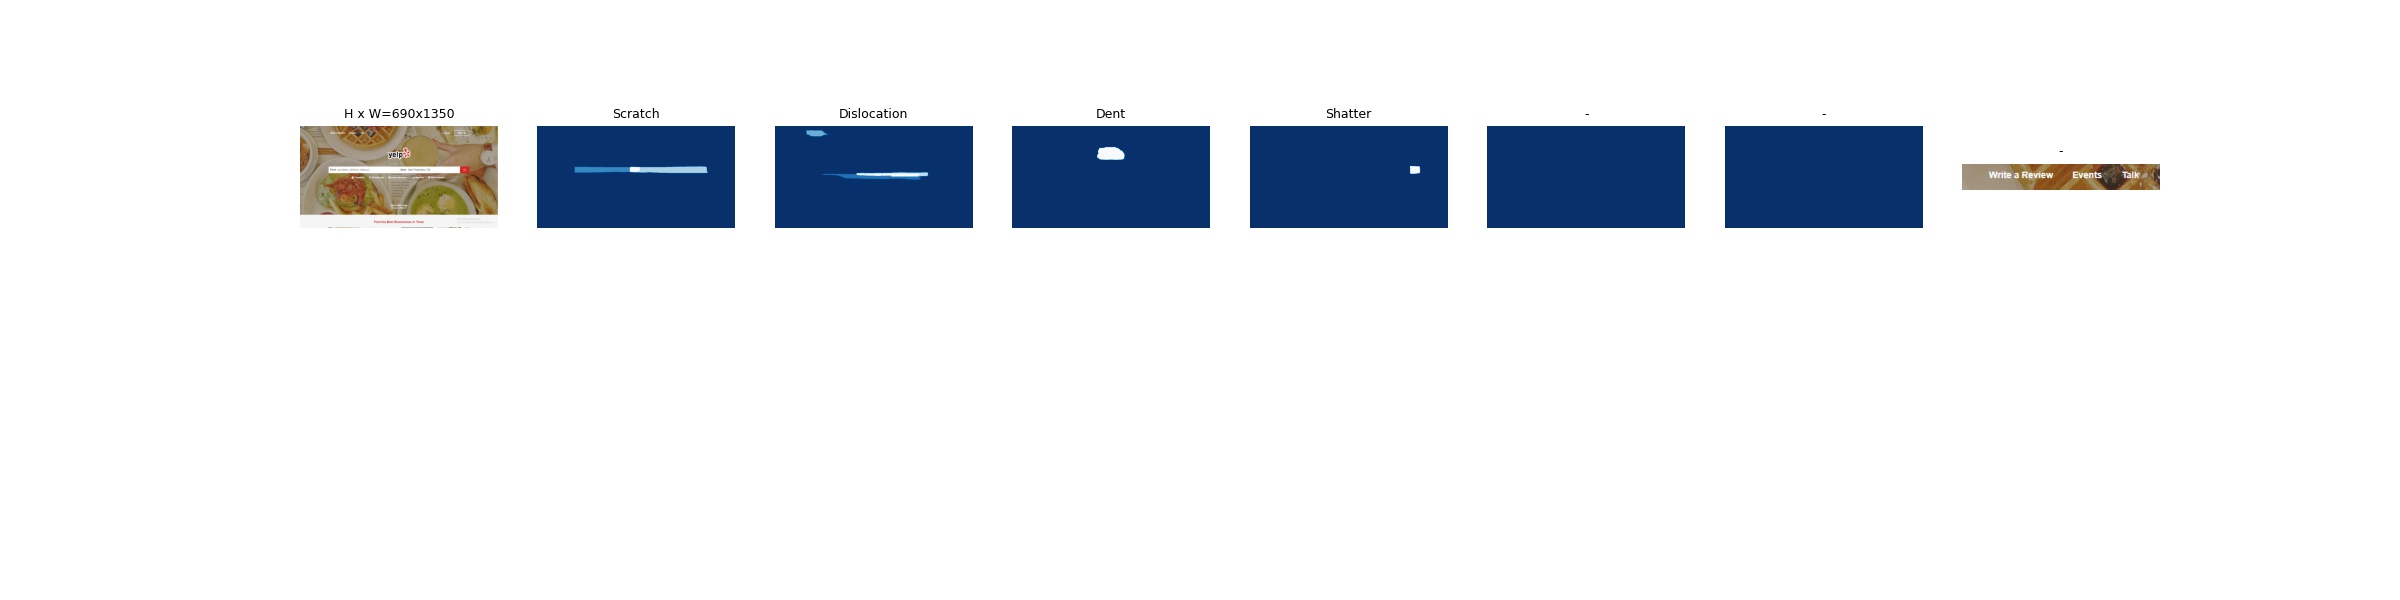 H x W=690x1350
Scratch
Dislocation
Dent
Shatter
-
-
-
yelp
Find the Best Businesses in Town
Write a Review Events Talk